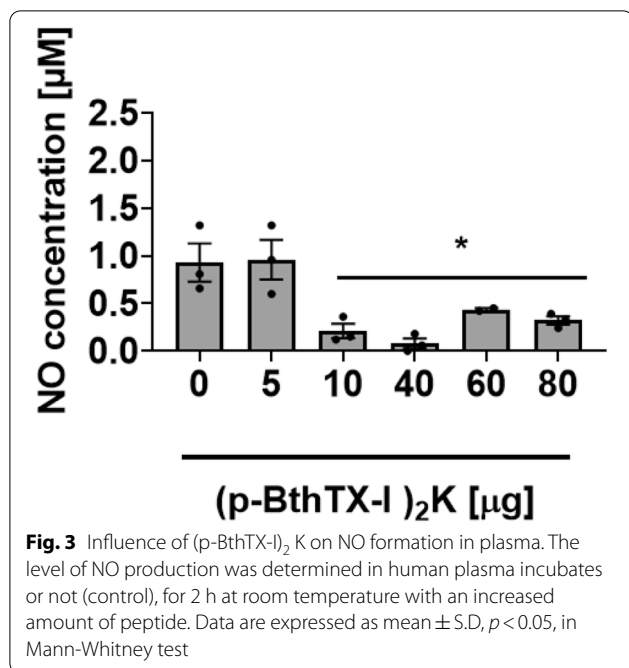 NO concentration [µM]
2.5
2.0
1.5
1.0
0.5
0.0
*
0 5 10 40 60 80
(p-BthTX-I )₂K [µg]
Fig. 3 Influence of (p-BthTX-I)₂ K on NO formation in plasma. The
level of NO production was determined in human plasma incubates
or not (control), for 2 h at room temperature with an increased
amount of peptide. Data are expressed as mean ± S.D, p < 0.05, in
Mann-Whitney test